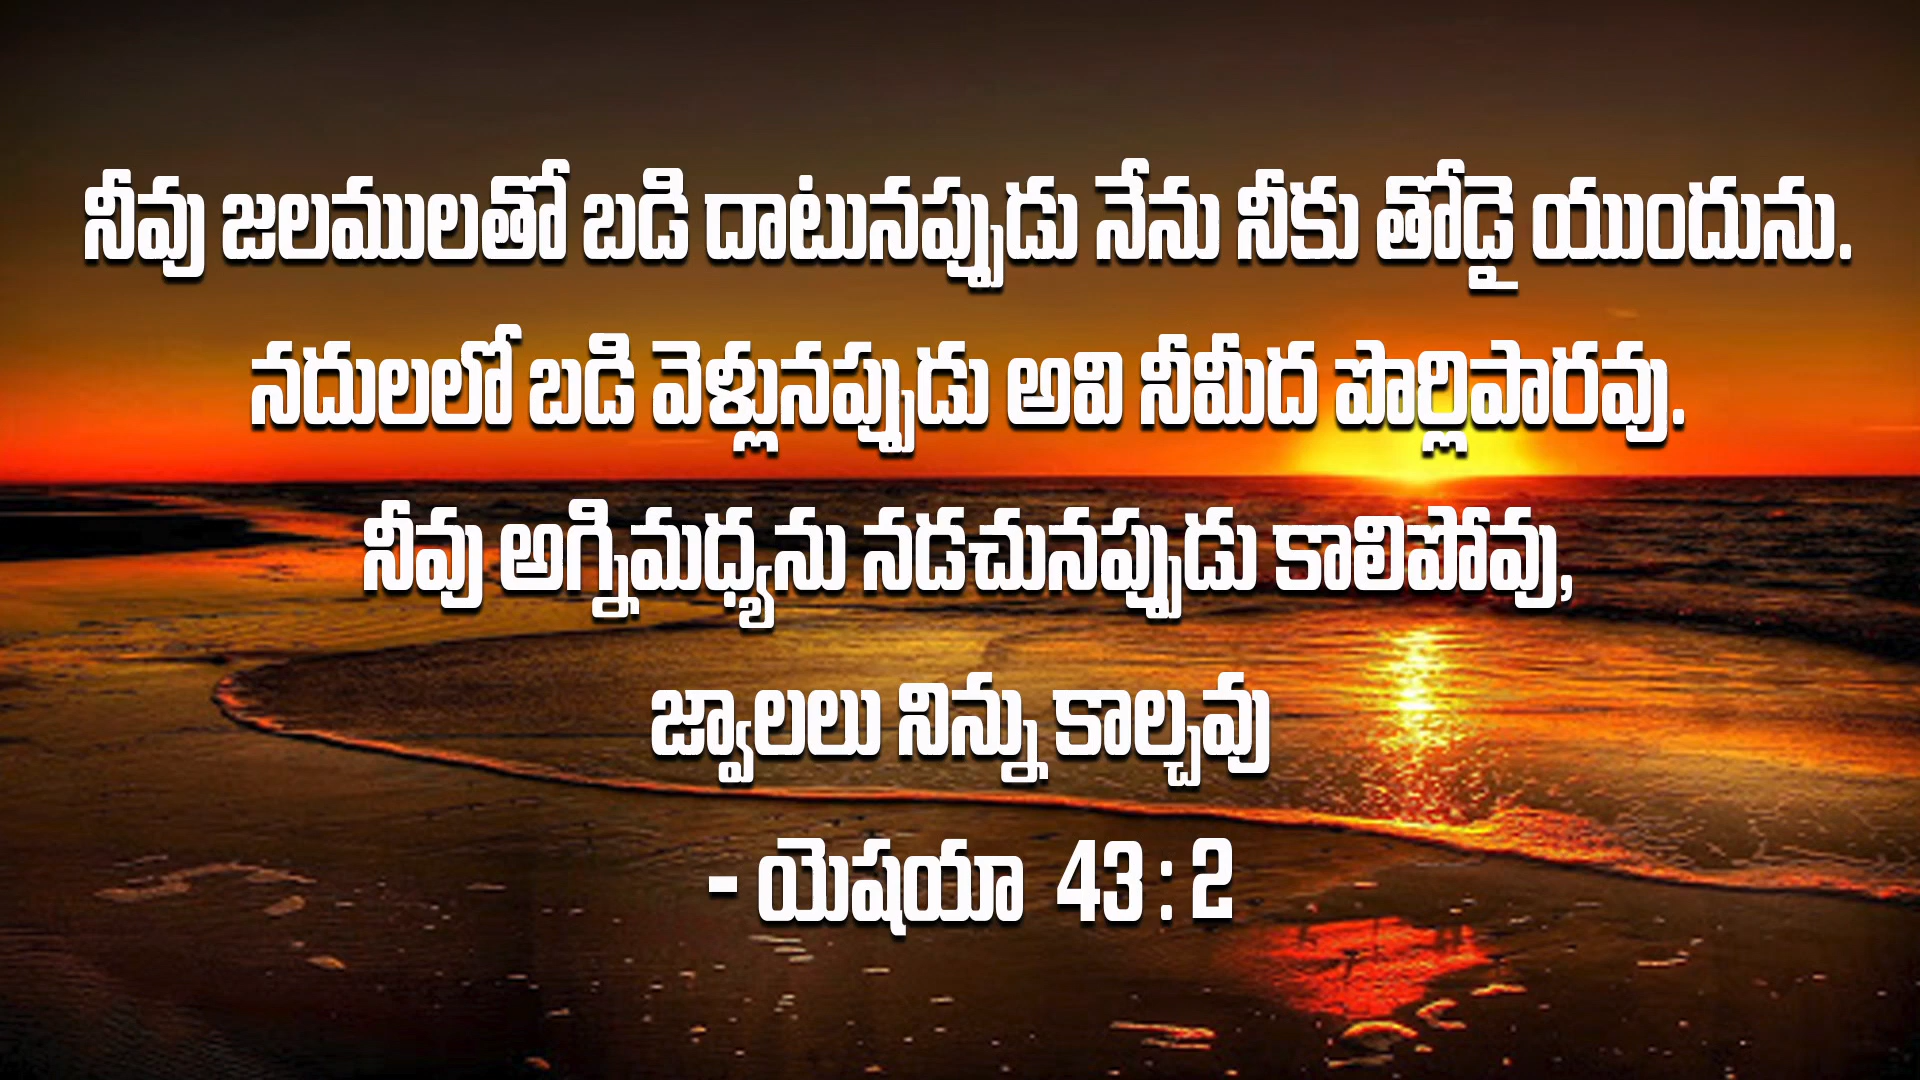 నీవు జలములతో బడి దాటునప్పుడు నేను నీకు తోడై యుందును.
నదులలో బడి వెళ్లునప్పుడు అవి నీమీద పొర్లిపారవు.
నీవు అగ్నిమధ్యను నడచునప్పుడు కాలిపోవు,
జ్వాలలు నిన్ను కాల్చవు
- యెషయా 43 : 2